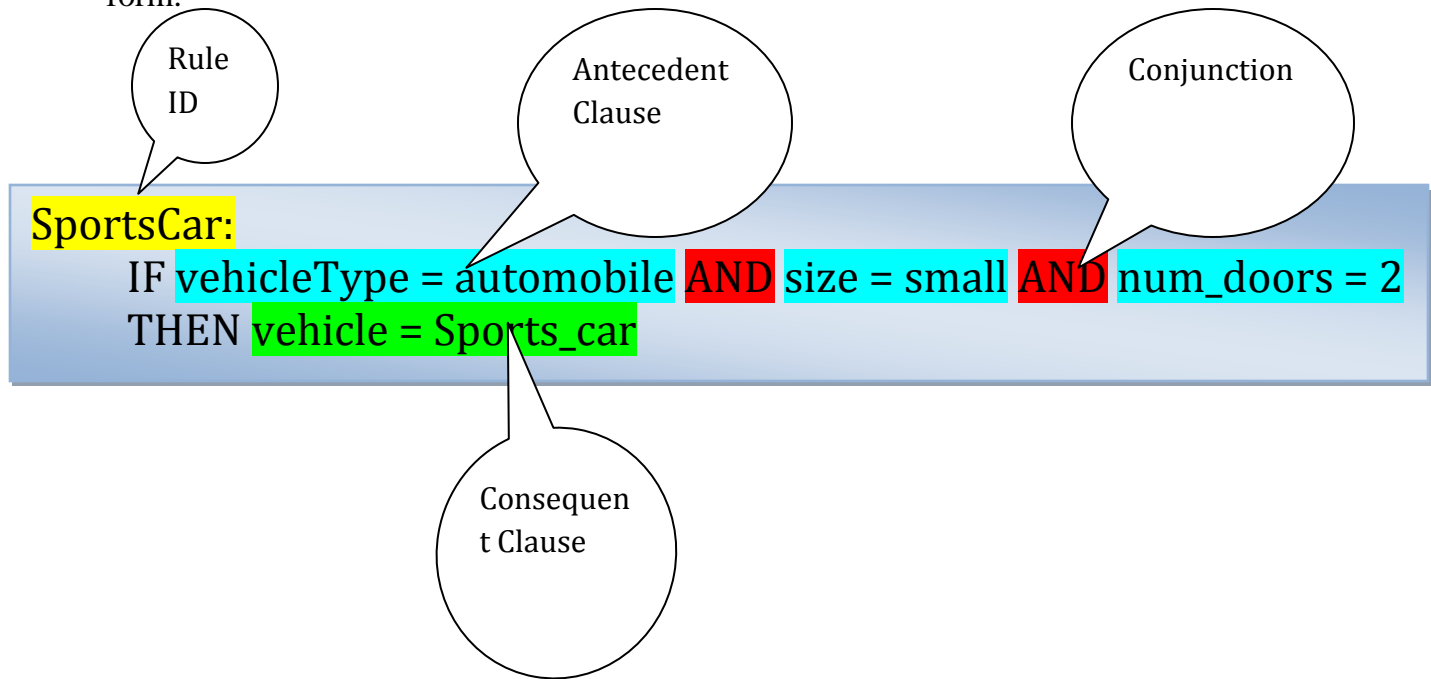 form:
Rule
ID
Antecedent
Clause
Conjunction
SportsCar:
IF vehicleType = automobile AND size = small AND num_doors = 2
THEN vehicle = Sports_car
Consequen
t Clause